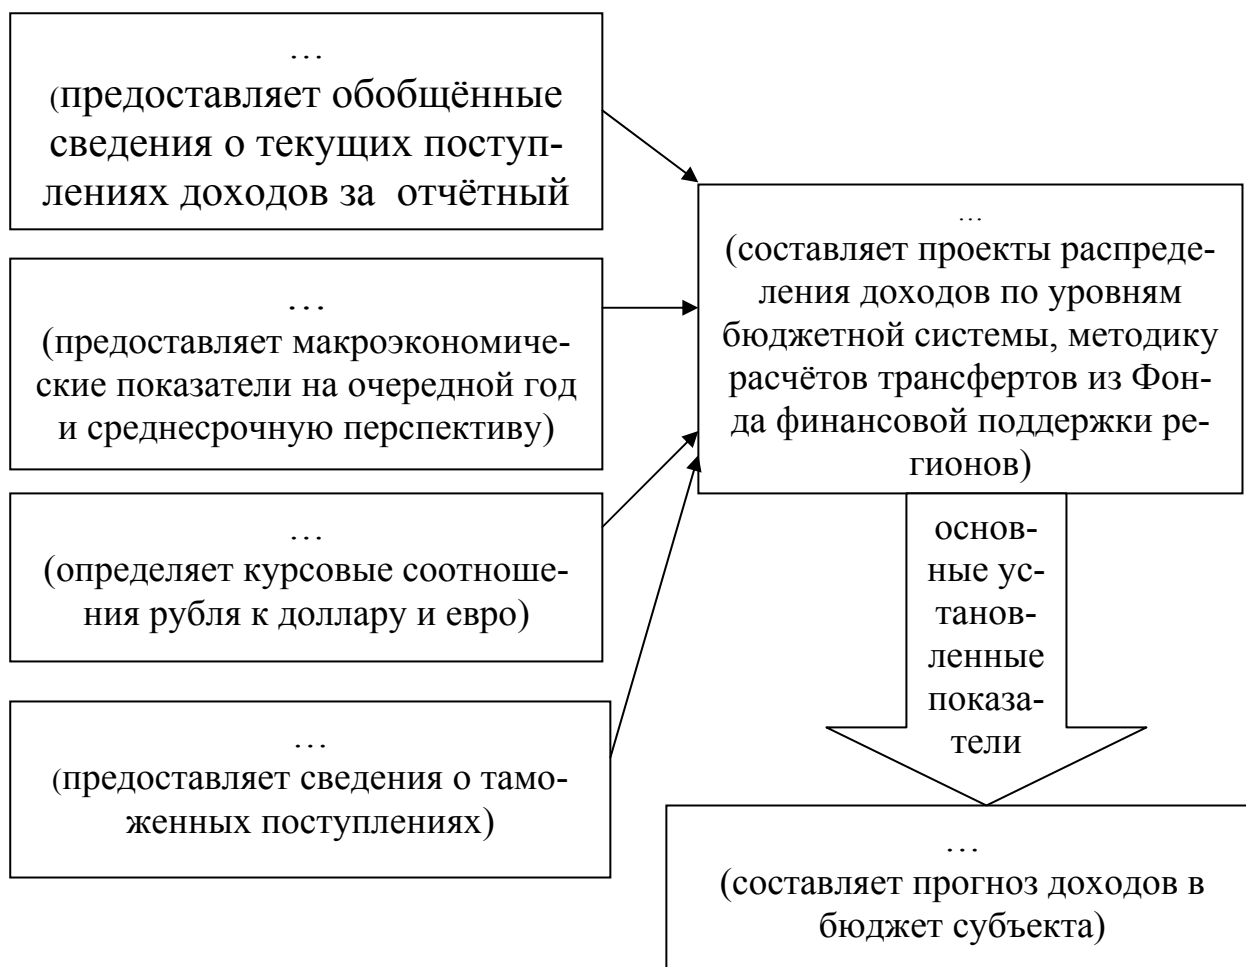 …
(предоставляет обобщённые
сведения о текущих поступ-
лениях доходов за отчётный
…
(предоставляет макроэкономиче-
ские показатели на очередной год
и среднесрочную перспективу)
…
(определяет курсовые соотноше-
ния рубля к доллару и евро)
…
(предоставляет сведения о тамо-
женных поступлениях)
…
(составляет проекты распреде-
ления доходов по уровням
бюджетной системы, методику
расчётов трансфертов из Фон-
да финансовой поддержки ре-
гионов)
основ-
ные ус-
танов-
ленные
показа-
тели
…
(составляет прогноз доходов в
бюджет субъекта)